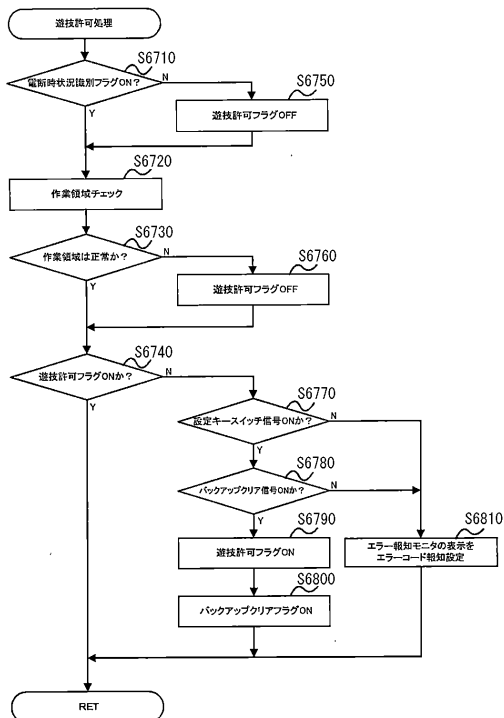 遊技許可処理
S6710
電断時状況識別フラグON?
N
Y
S6750
遊技許可フラグOFF
S6720
作業領域チェック
S6730
作業領域は正常か?
N
Y
S6760
遊技許可フラグOFF
S6740
遊技許可フラグONか?
N
Y
S6770
設定キースイッチ信号ONか?
N
Y
S6780
バックアップクリア信号ONか?
N
Y
S6790
遊技許可フラグON
S6810
エラー報知モニタの表示を
エラーコード報知設定
S6800
バックアップクリアフラグON
RET